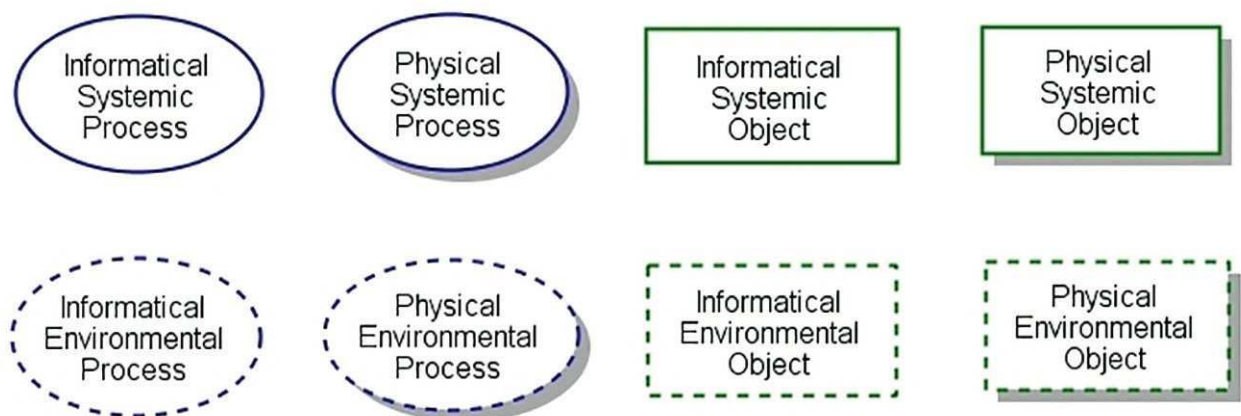 Informatical
Systemic
Process
Physical
Systemic
Process
Informatical
Systemic
Object
Physical
Systemic
Object
Informatical
Environmental
Process
Physical
Environmental
Process
Informatical
Environmental
Object
Physical
Environmental
Object